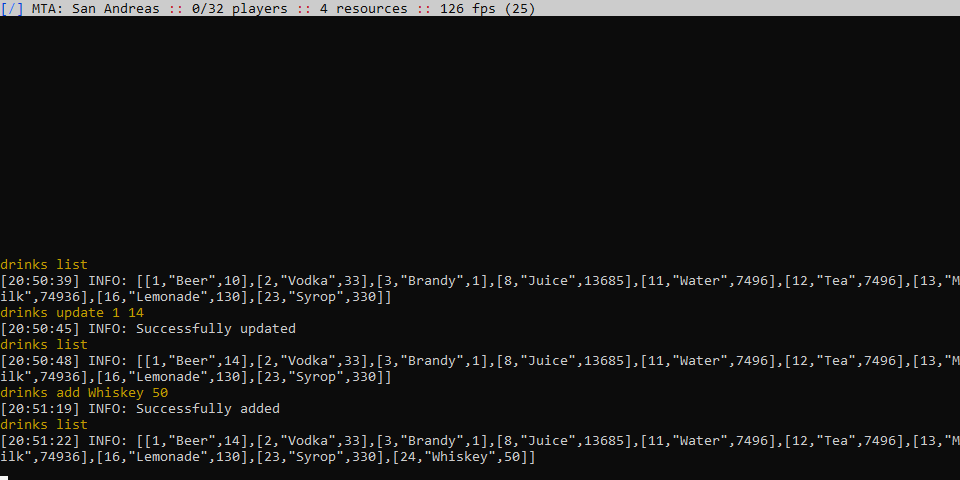 [/] MTA: San Andreas :: 0/32 players :: 4 resources :: 126 fps (25)
drinks list
[20:50:39] INFO: [[1,"Beer",10],[2,"Vodka",33],[3,"Brandy",1],[8,"Juice",13685],[11,"Water",7496],[12,"Tea",7496],[13,"M
ilk",74936],[16,"Lemonade",130],[23,"Syrop",330]]
drinks update 1 14
[20:50:45] INFO: Successfully updated
drinks list
[20:50:48] INFO: [[1,"Beer",14],[2,"Vodka",33],[3,"Brandy",1],[8,"Juice",13685],[11,"Water",7496],[12,"Tea",7496],[13,"M
ilk",74936],[16,"Lemonade",130],[23,"Syrop",330]]
drinks add Whiskey 50
[20:51:19] INFO: Successfully added
drinks list
[20:51:22] INFO: [[1,"Beer",14],[2,"Vodka",33],[3,"Brandy",1],[8,"Juice",13685],[11,"Water",7496],[12,"Tea",7496],[13,"M
ilk",74936],[16,"Lemonade",130],[23,"Syrop",330],[24,"Whiskey",50]]